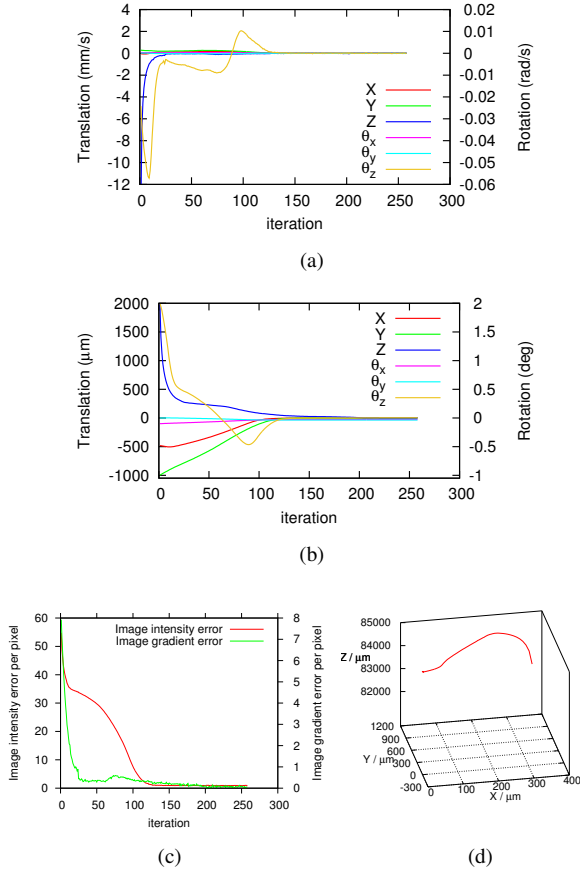 4
2
0
-2
-4
-6
-8
-10
-12
0.02
0.01
0
-0.01
-0.02
-0.03
-0.04
-0.05
-0.06
0 50 100 150 200 250 300
Translation (mm/s)
Rotation (rad/s)
X
Y
Z
θx
θy
θz
iteration
(a)
2000
1500
1000
500
0
-500
-1000
2
1.5
1
0.5
0
-0.5
-1
0 50 100 150 200 250 300
Translation (μm)
Rotation (deg)
X
Y
Z
θx
θy
θz
iteration
(b)
60
50
40
30
20
10
0
8
7
6
5
4
3
2
1
0
0 50 100 150 200 250 300
Image intensity error per pixel
Image gradient error per pixel
Image intensity error
Image gradient error
iteration
(c)
85000
84000
83000
82000
Z / μm
1200
900
600
300
0
-300
Y / μm
0 100 200 300 400
X / μm
(d)